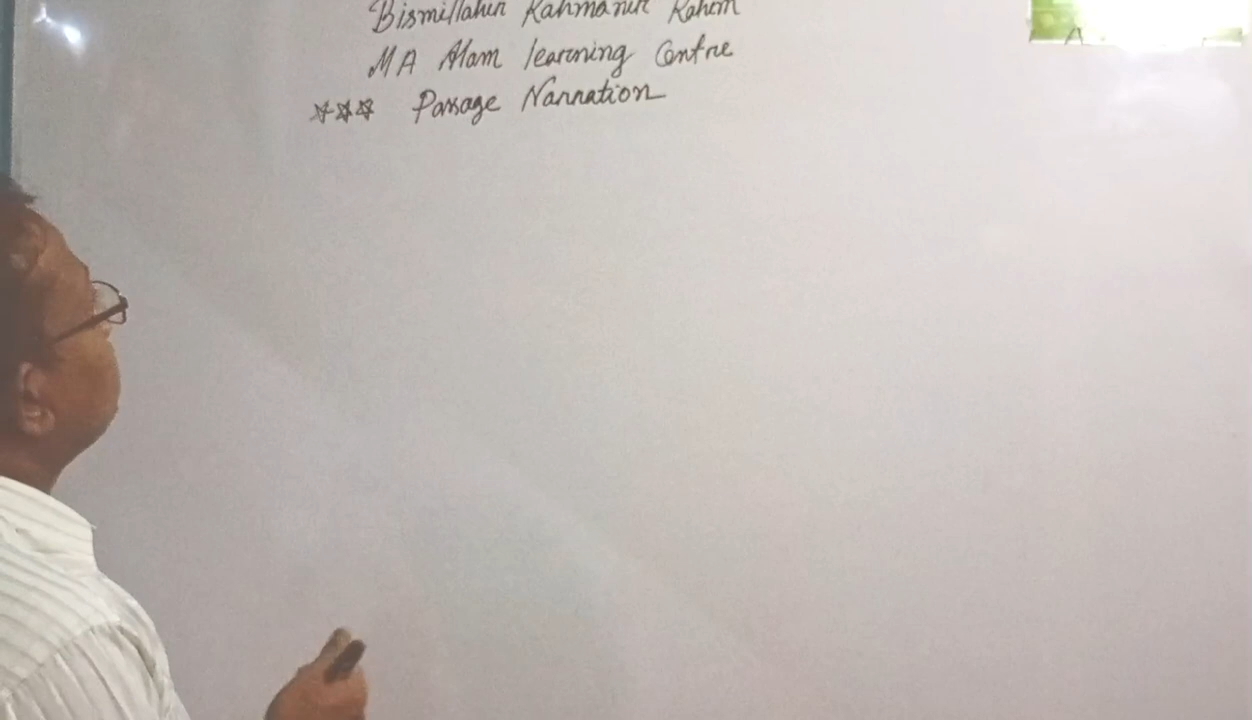 Bismillahir Rahmanir Rahim
MA Alam learning Centre
*** Passage Narration